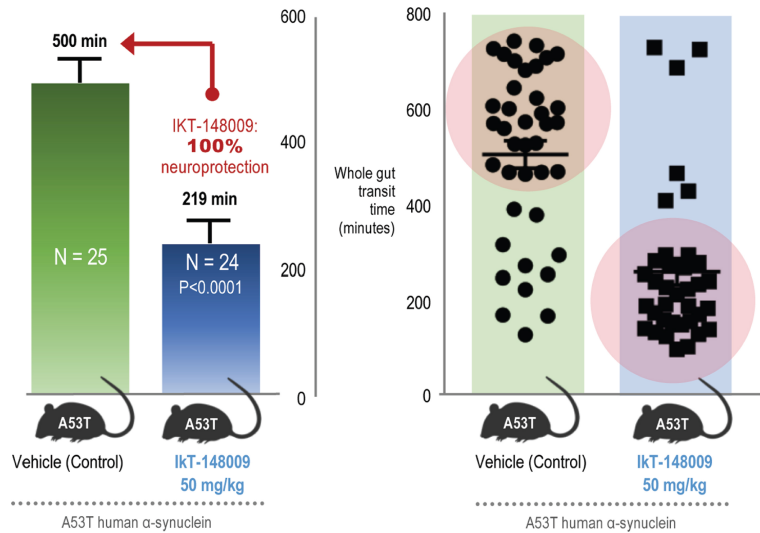 500 min
IKT-148009:
100%
neuroprotection
219 min
N = 25
N = 24
P<0.0001
600
400
200
0
A53T
A53T
Vehicle (Control)
IkT-148009
50 mg/kg
A53T human α-synuclein
Whole gut
transit
time
(minutes)
800
600
400
200
0
A53T
A53T
Vehicle (Control)
IkT-148009
50 mg/kg
A53T human α-synuclein